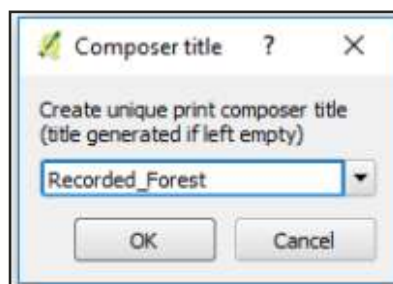 Composer title ?
Create unique print composer title
(title generated if left empty)
Recorded_Forest
OK Cancel